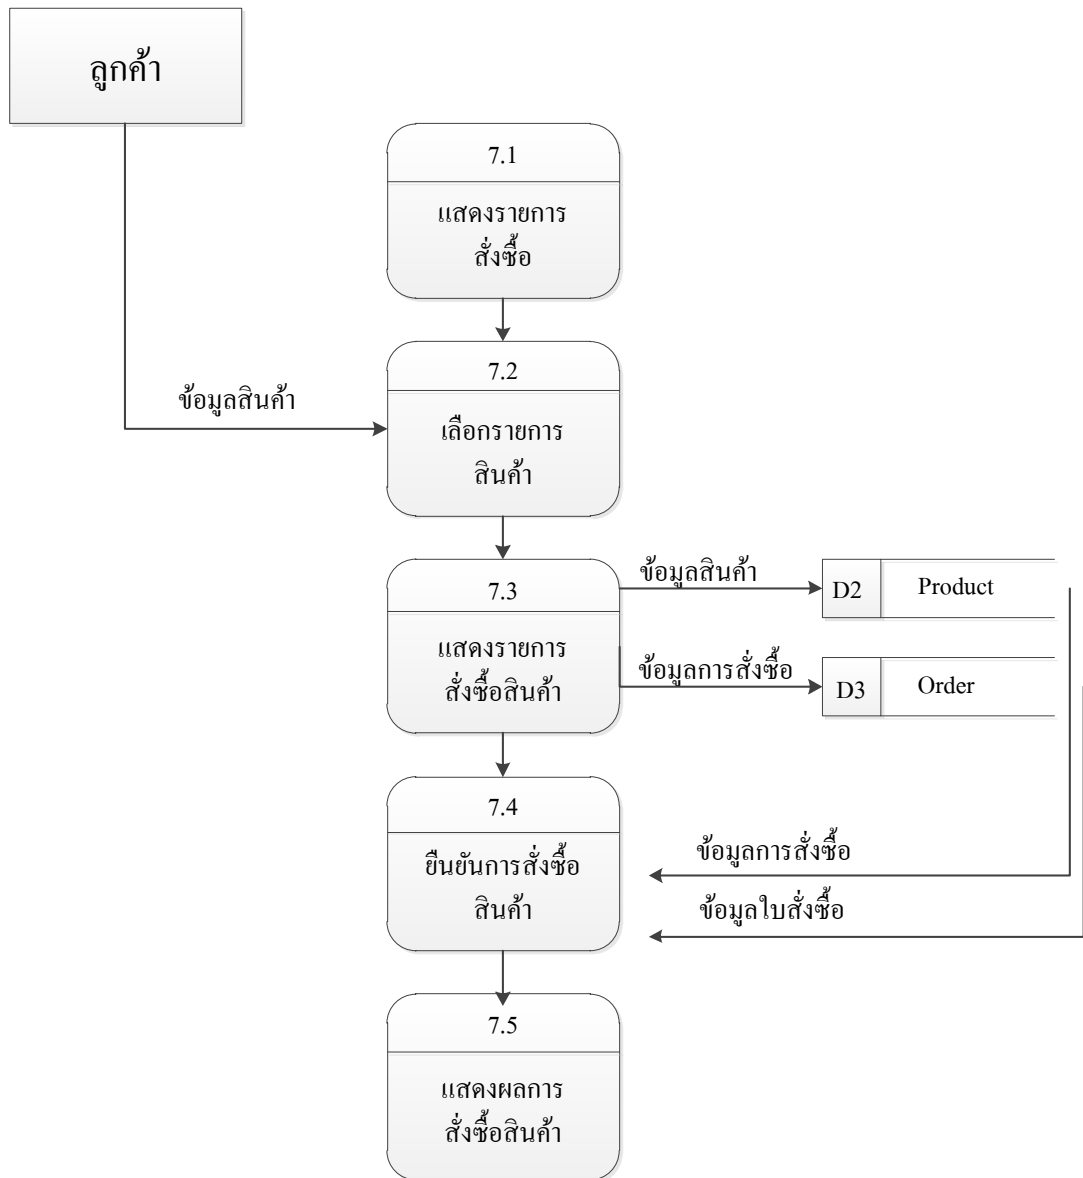 ลูกค้า
7.1
แสดงรายการ
สั่งซื้อ
7.2
ข้อมูลสินค้า
เลือกรายการ
สินค้า
7.3
ข้อมูลสินค้า
D2
Product
แสดงรายการ
สั่งซื้อสินค้า
ข้อมูลการสั่งซื้อ
D3
Order
7.4
ยืนยันการสั่งซื้อ
สินค้า
ข้อมูลการสั่งซื้อ
ข้อมูลใบสั่งซื้อ
7.5
แสดงผลการ
สั่งซื้อสินค้า